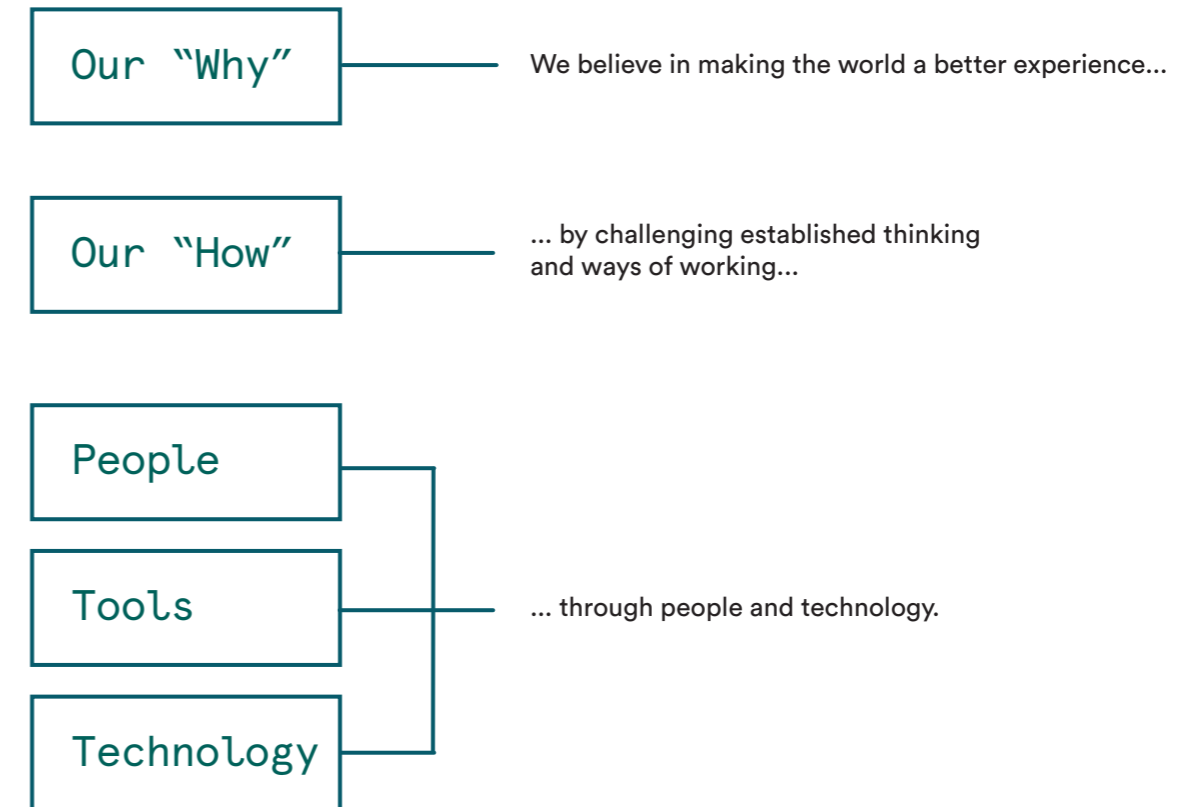 Our “Why”
We believe in making the world a better experience...
Our “How”
... by challenging established thinking
and ways of working...
People
Tools
... through people and technology.
Technology